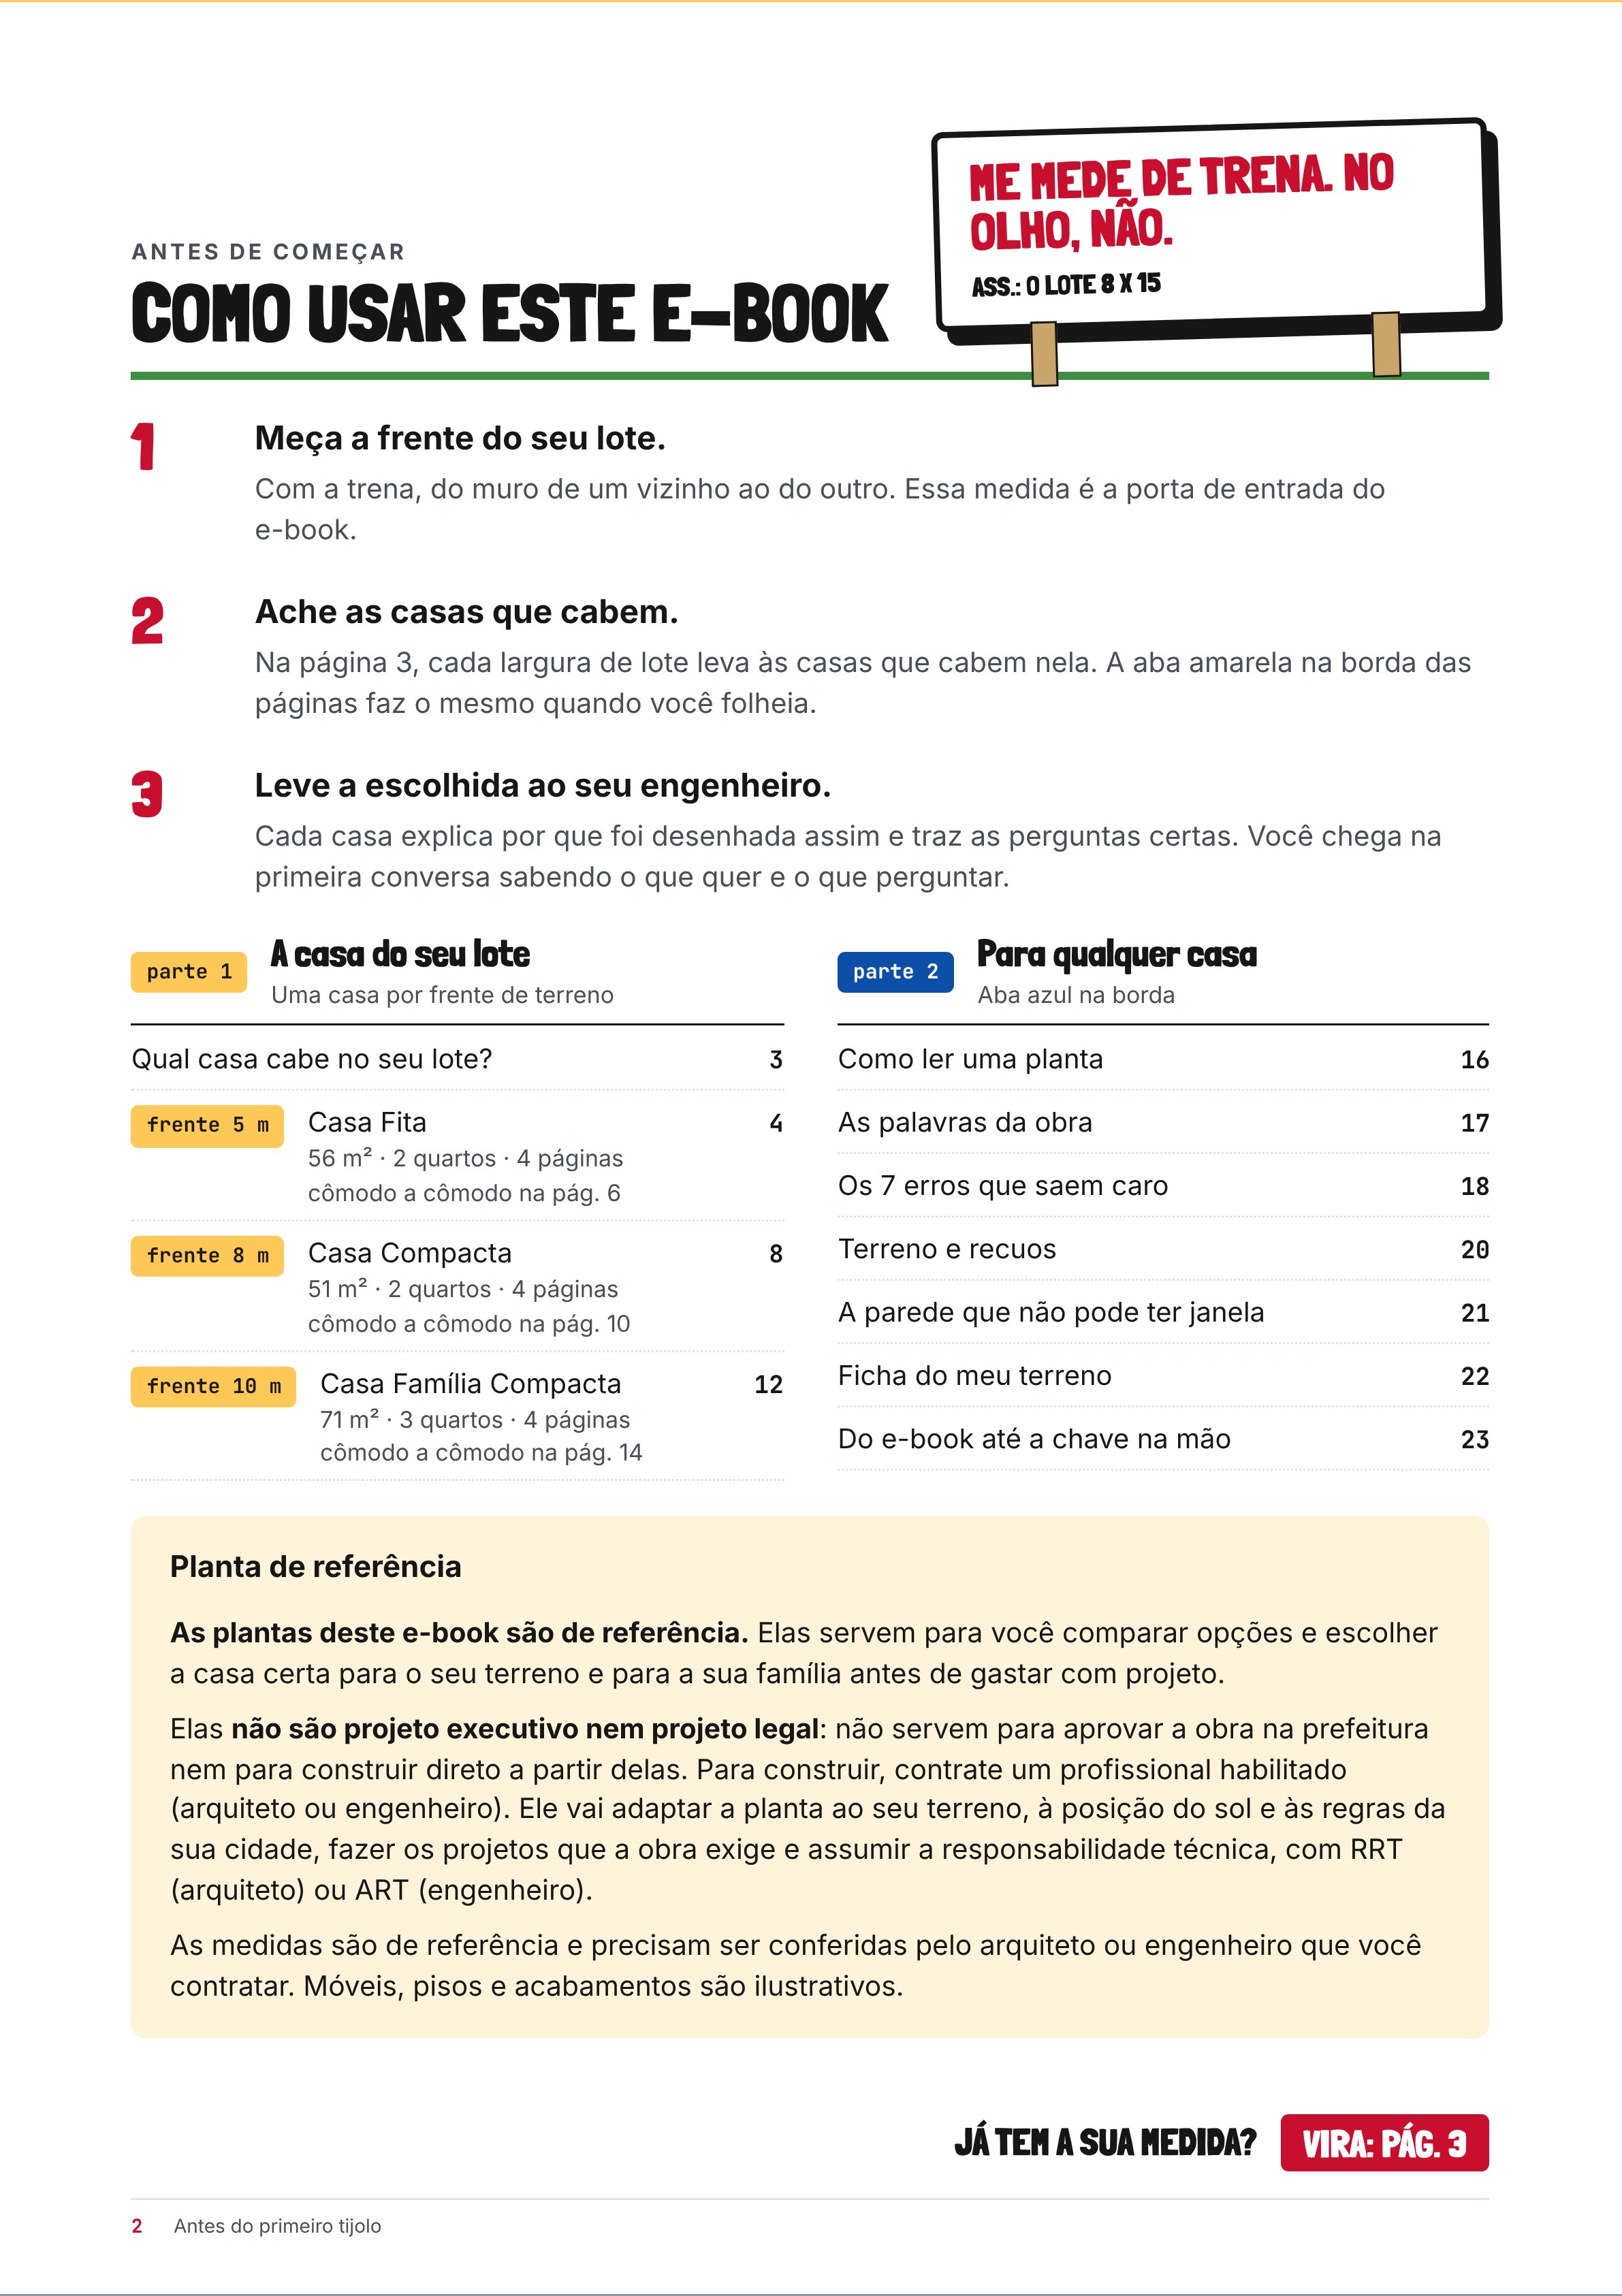 ME MEDE DE TRENA. NO
OLHO, NÃO.
ASS.: O LOTE 8 X 15
ANTES DE COMEÇAR
COMO USAR ESTE E-BOOK
1
Meça a frente do seu lote.
Com a trena, do muro de um vizinho ao do outro. Essa medida é a porta de entrada do
e-book.
2
Ache as casas que cabem.
Na página 3, cada largura de lote leva às casas que cabem nela. A aba amarela na borda das
páginas faz o mesmo quando você folheia.
3
Leve a escolhida ao seu engenheiro.
Cada casa explica por que foi desenhada assim e traz as perguntas certas. Você chega na
primeira conversa sabendo o que quer e o que perguntar.
parte 1 A casa do seu lote
Uma casa por frente de terreno
Qual casa cabe no seu lote? 3
frente 5 m Casa Fita 4
56 m² · 2 quartos · 4 páginas
cômodo a cômodo na pág. 6
frente 8 m Casa Compacta 8
51 m² · 2 quartos · 4 páginas
cômodo a cômodo na pág. 10
frente 10 m Casa Família Compacta 12
71 m² · 3 quartos · 4 páginas
cômodo a cômodo na pág. 14
parte 2 Para qualquer casa
Aba azul na borda
Como ler uma planta 16
As palavras da obra 17
Os 7 erros que saem caro 18
Terreno e recuos 20
A parede que não pode ter janela 21
Ficha do meu terreno 22
Do e-book até a chave na mão 23
Planta de referência
As plantas deste e-book são de referência. Elas servem para você comparar opções e escolher
a casa certa para o seu terreno e para a sua família antes de gastar com projeto.
Elas não são projeto executivo nem projeto legal: não servem para aprovar a obra na prefeitura
nem para construir direto a partir delas. Para construir, contrate um profissional habilitado
(arquiteto ou engenheiro). Ele vai adaptar a planta ao seu terreno, à posição do sol e às regras da
sua cidade, fazer os projetos que a obra exige e assumir a responsabilidade técnica, com RRT
(arquiteto) ou ART (engenheiro).
As medidas são de referência e precisam ser conferidas pelo arquiteto ou engenheiro que você
contratar. Móveis, pisos e acabamentos são ilustrativos.
JÁ TEM A SUA MEDIDA? VIRA: PÁG. 3
2 Antes do primeiro tijolo